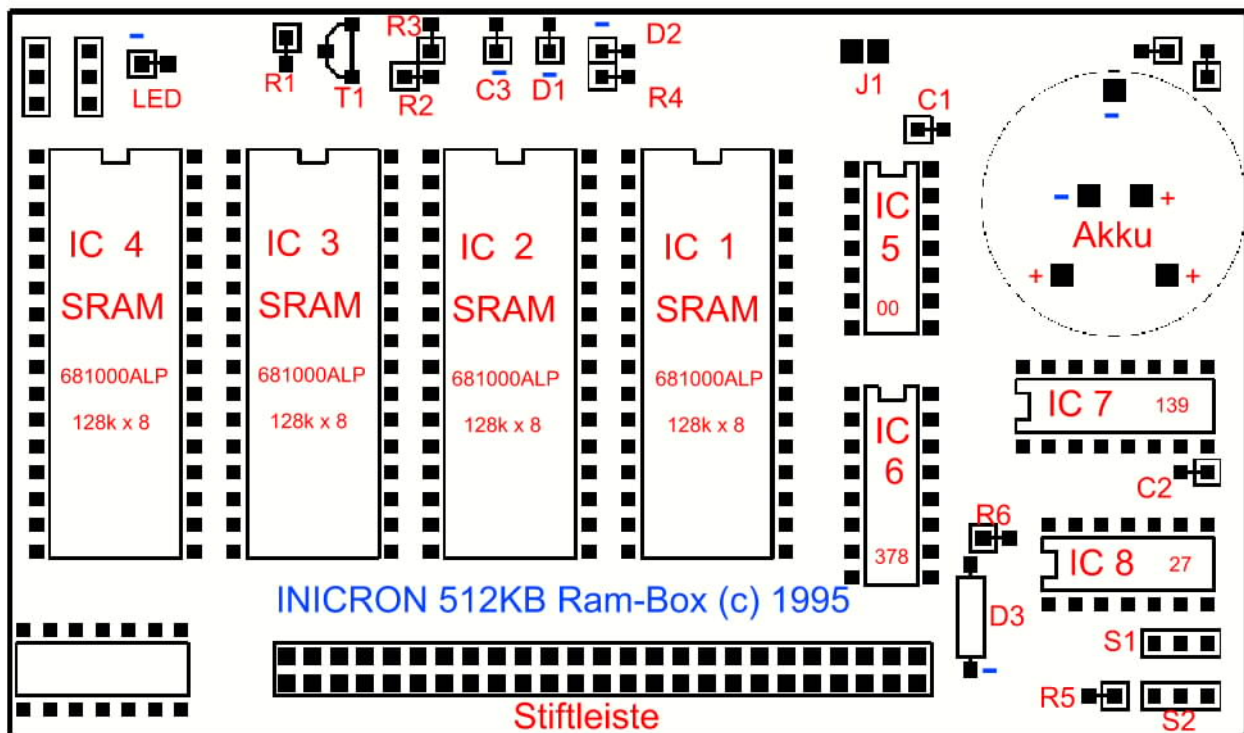 R3
D2
LED
R1
T1
R2
C3
D1
R4
J1
C1
-
-
-
-
-
IC 4
SRAM
681000ALP
128k x 8
IC 3
SRAM
681000ALP
128k x 8
IC 2
SRAM
681000ALP
128k x 8
IC 1
SRAM
681000ALP
128k x 8
IC
5
00
- +
Akku
+ +
IC
6
378
IC 7 139
C2
R6
IC 8 27
INICRON 512KB Ram-Box (c) 1995
D3
-
S1
R5
S2
Stiftleiste